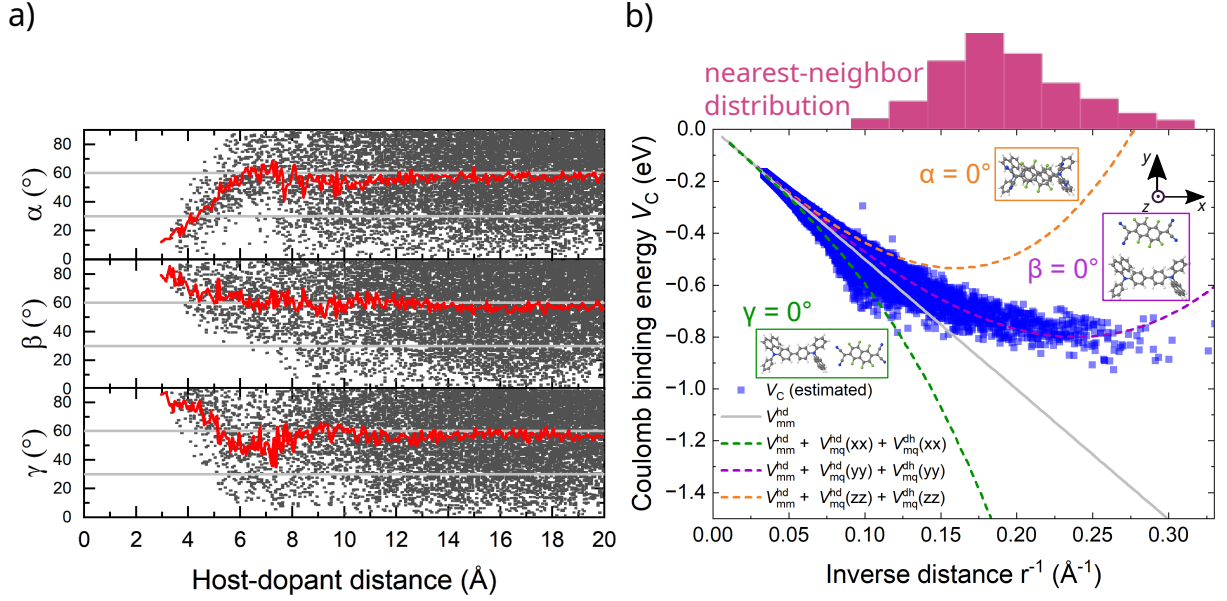 a)
α (°)
80
60
40
20
0
β (°)
80
60
40
20
0
γ (°)
80
60
40
20
0
0 2 4 6 8 10 12 14 16 18 20
Host-dopant distance (Å)
b)
nearest-neighbor
distribution
Coulomb binding energy V_C (eV)
0.0
−0.2
−0.4
−0.6
−0.8
−1.0
−1.2
−1.4
α = 0°
y
z x
β = 0°
γ = 0°
V_C (estimated)
V_mm^hd
V_mm^hd + V_mq^hd(xx) + V_mq^dh(xx)
V_mm^hd + V_mq^hd(yy) + V_mq^dh(yy)
V_mm^hd + V_mq^hd(zz) + V_mq^dh(zz)
0.00 0.05 0.10 0.15 0.20 0.25 0.30
Inverse distance r⁻¹ (Å⁻¹)